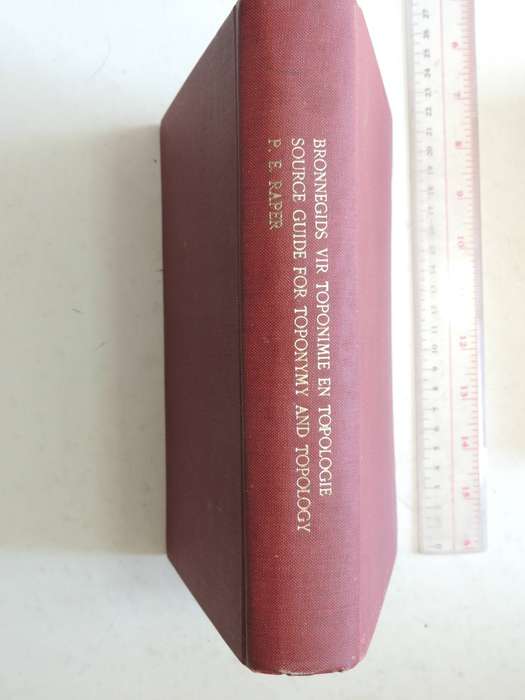 BRONNEGIDS VIR TOPONIMIE EN TOPOLOGIE
SOURCE GUIDE FOR TOPONYMY AND TOPOLOGY
P. E. RAPER